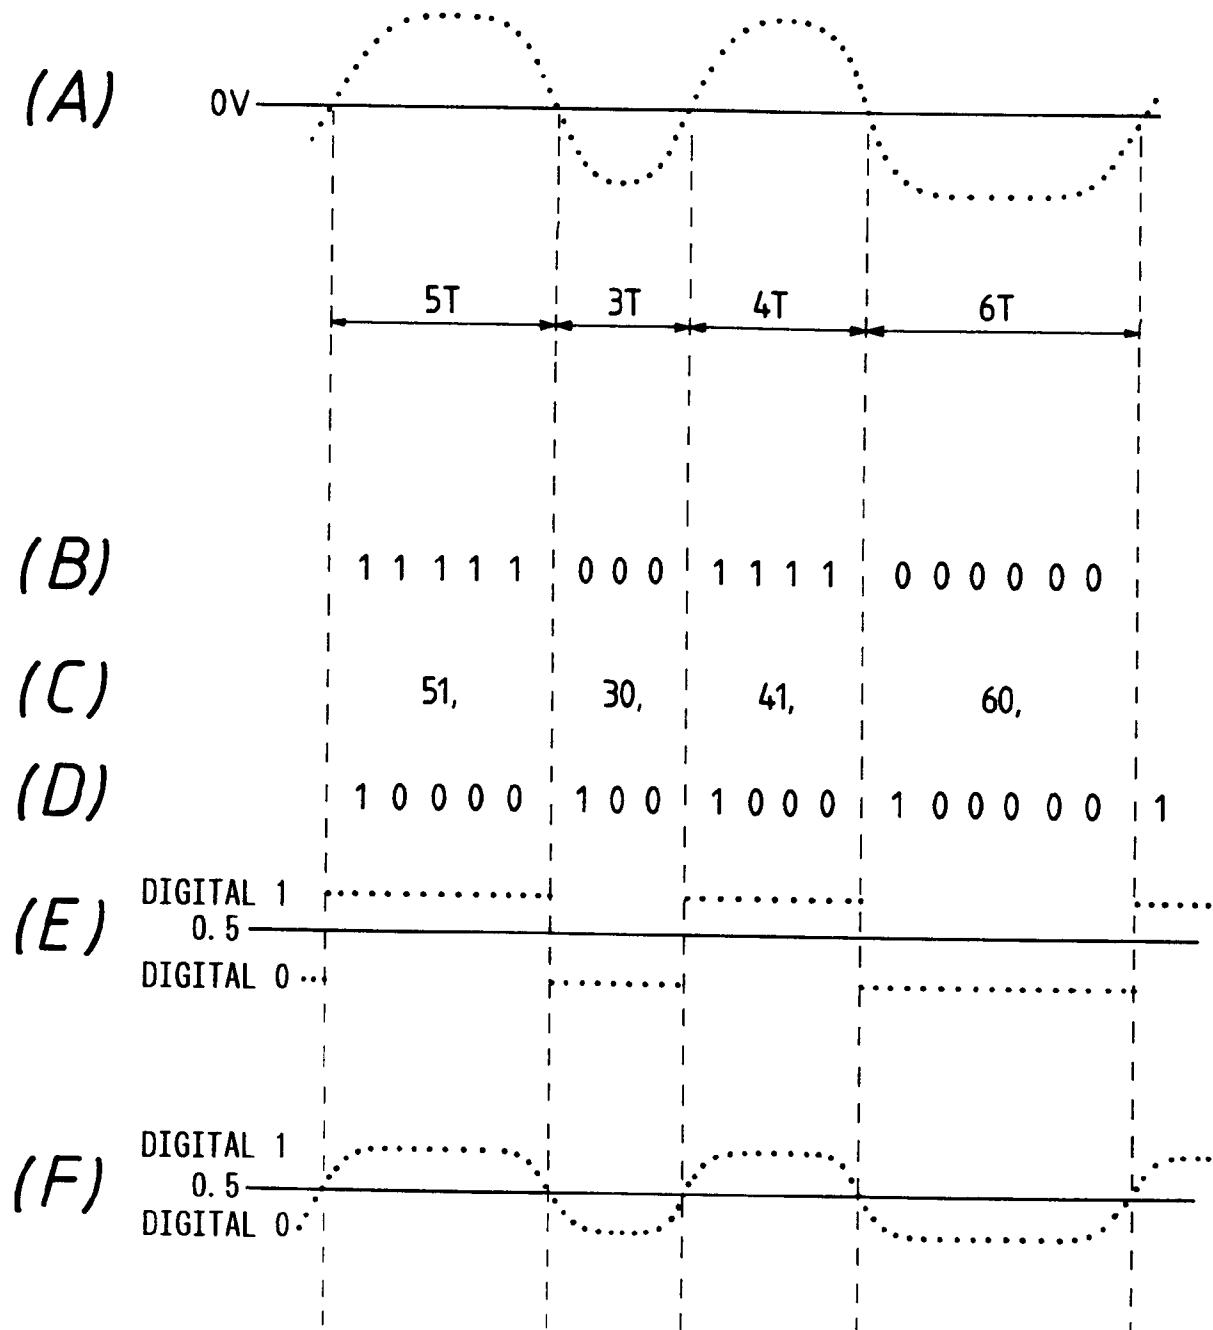 (A)
0V
5T 3T 4T 6T
(B) 1 1 1 1 1 0 0 0 1 1 1 1 0 0 0 0 0 0
(C) 51, 30, 41, 60,
(D) 1 0 0 0 0 1 0 0 1 0 0 0 1 0 0 0 0 0 1
DIGITAL 1
(E) 0.5
DIGITAL 0
DIGITAL 1
(F) 0.5
DIGITAL 0